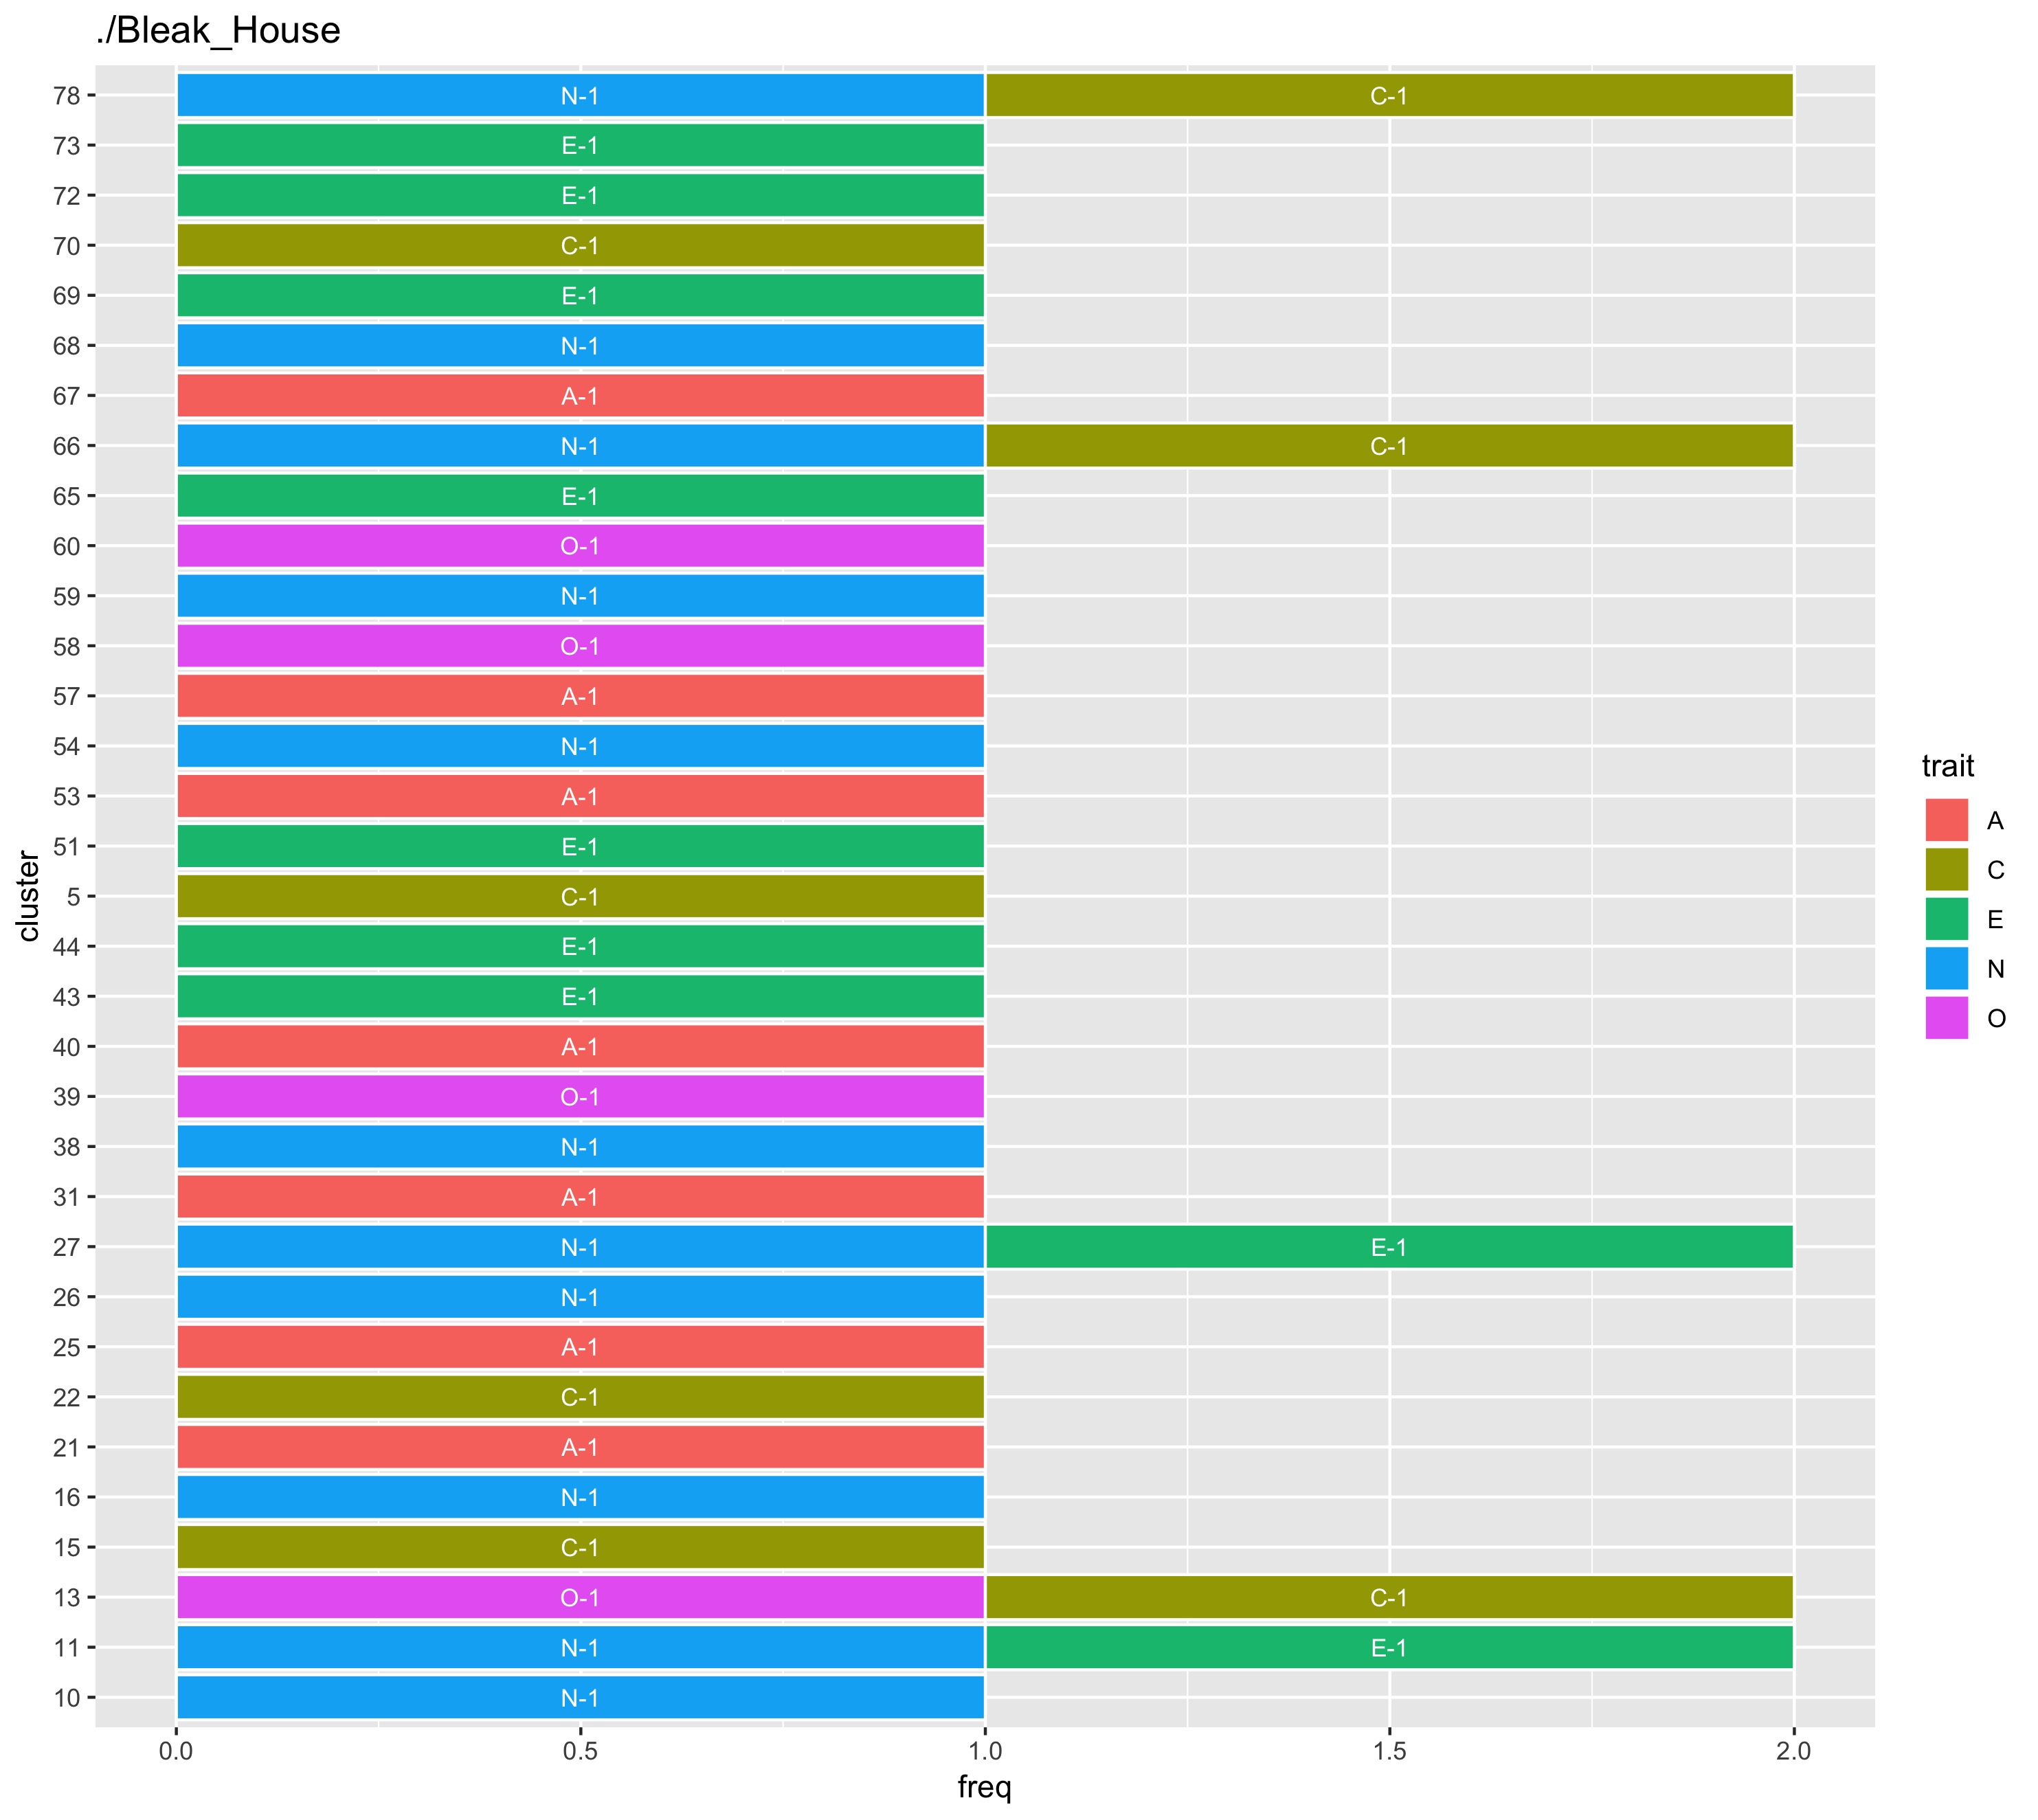 ./Bleak_House
78 N-1 C-1
73 E-1
72 E-1
70 C-1
69 E-1
68 N-1
67 A-1
66 N-1 C-1
65 E-1
60 O-1
59 N-1
58 O-1
57 A-1
54 N-1
53 A-1
51 E-1
5 C-1
44 E-1
43 E-1
40 A-1
39 O-1
38 N-1
31 A-1
27 N-1 E-1
26 N-1
25 A-1
22 C-1
21 A-1
16 N-1
15 C-1
13 O-1 C-1
11 N-1 E-1
10 N-1
0.0 0.5 1.0 1.5 2.0
freq
cluster
trait
A
C
E
N
O